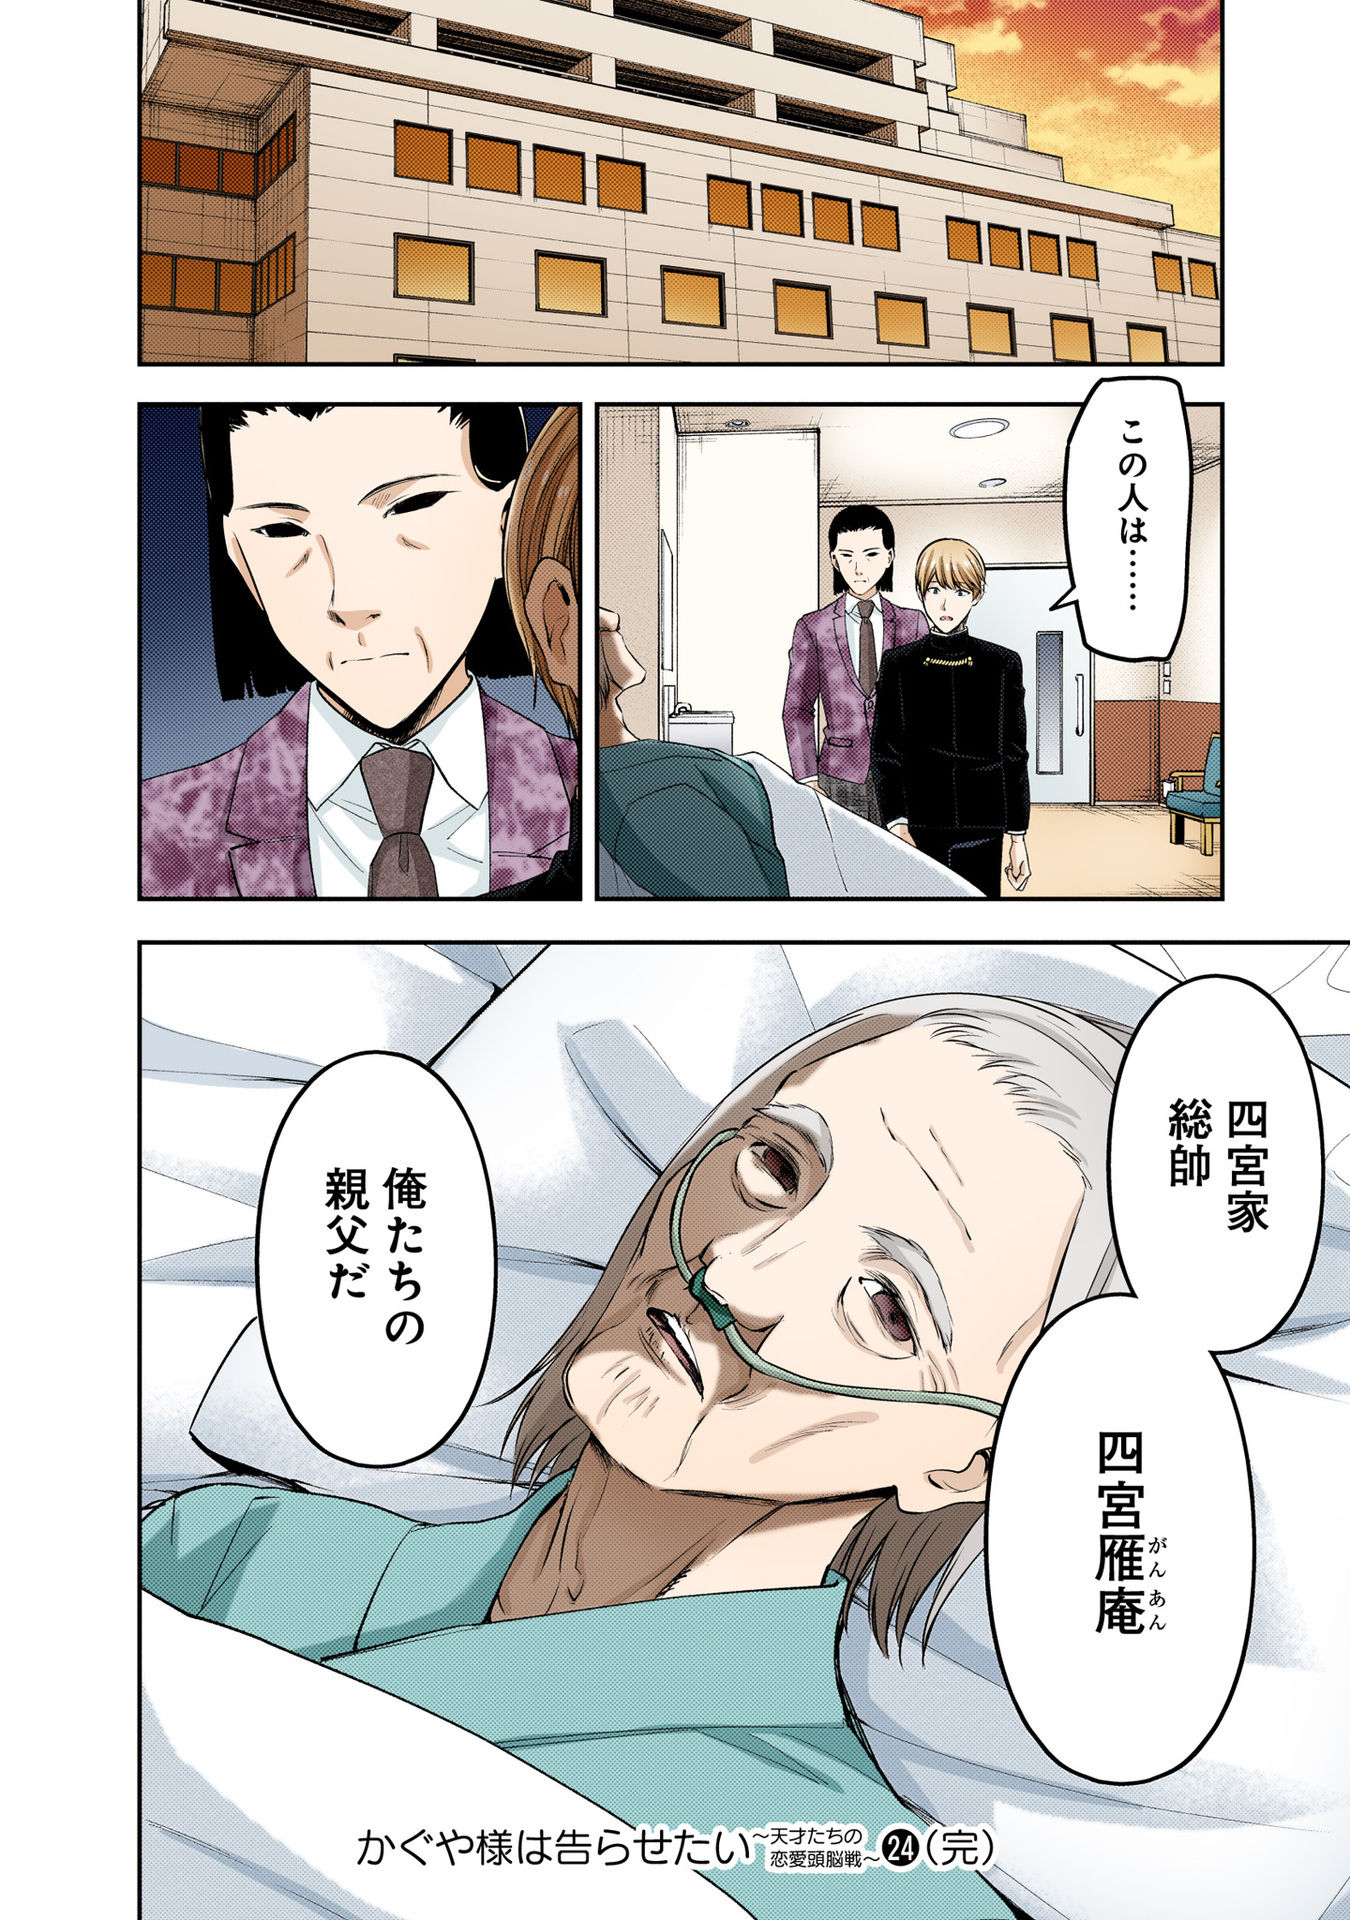 この人は……
四宮家
総帥
四宮雁庵
がんあん
俺たちの
親父だ
かぐや様は告らせたい～天才たちの
恋愛頭脳戦～24（完）